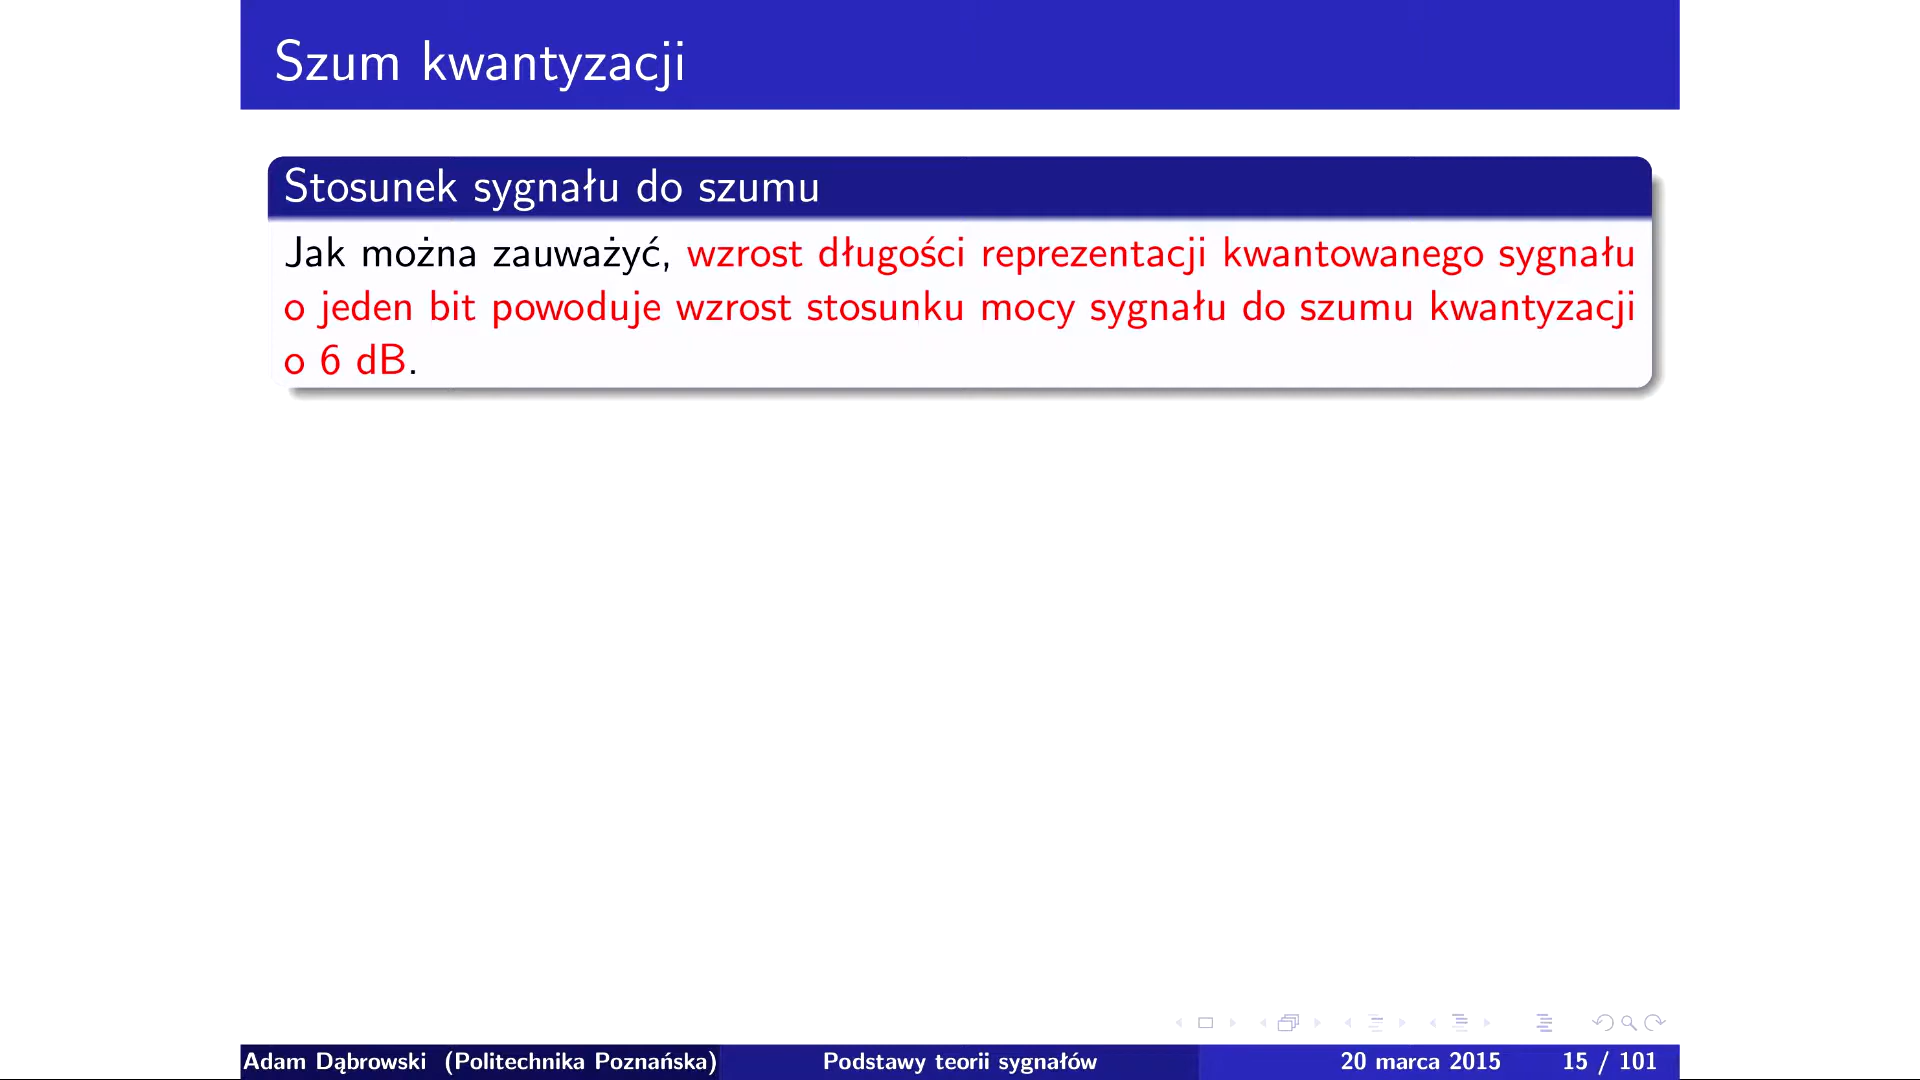 Szum kwantyzacji
Stosunek sygnału do szumu
Jak można zauważyć, wzrost długości reprezentacji kwantowanego sygnału
o jeden bit powoduje wzrost stosunku mocy sygnału do szumu kwantyzacji
o 6 dB.
Adam Dąbrowski (Politechnika Poznańska) Podstawy teorii sygnałów 20 marca 2015 15 / 101